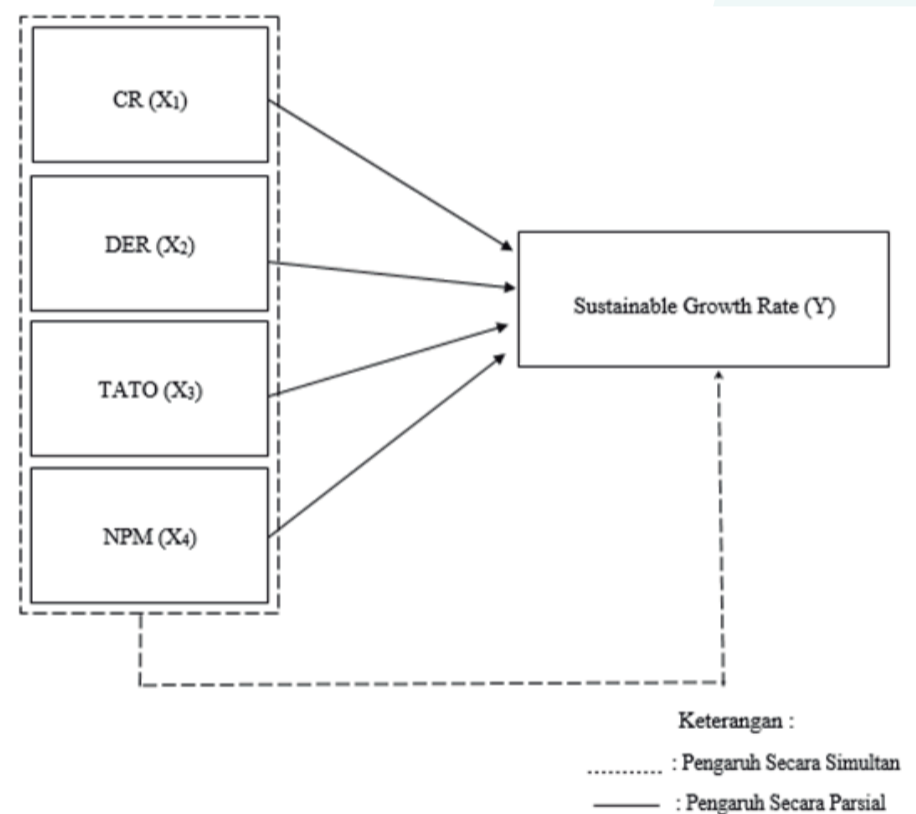 CR (X1)
DER (X2)
Sustainable Growth Rate (Y)
TATO (X3)
NPM (X4)
Keterangan :
: Pengaruh Secara Simultan
: Pengaruh Secara Parsial